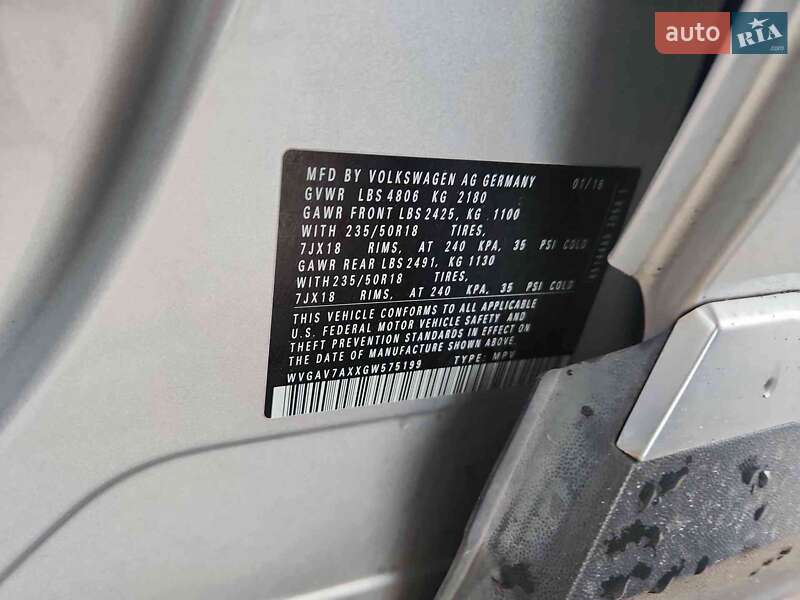 auto RIA .com
MFD BY VOLKSWAGEN AG GERMANY 01/16
GVWR LBS 4806 KG 2180
GAWR FRONT LBS 2425, KG 1100
WITH 235/50R18 TIRES,
7JX18 RIMS, AT 240 KPA, 35 PSI COLD
GAWR REAR LBS 2491, KG 1130
WITH 235/50R18 TIRES,
7JX18 RIMS, AT 240 KPA, 35 PSI COLD
THIS VEHICLE CONFORMS TO ALL APPLICABLE
U.S. FEDERAL MOTOR VEHICLE SAFETY AND
THEFT PREVENTION STANDARDS IN EFFECT ON
THE DATE OF MANUFACTURE SHOWN ABOVE.
WVGAV7AXXGW575199 TYPE: MPV